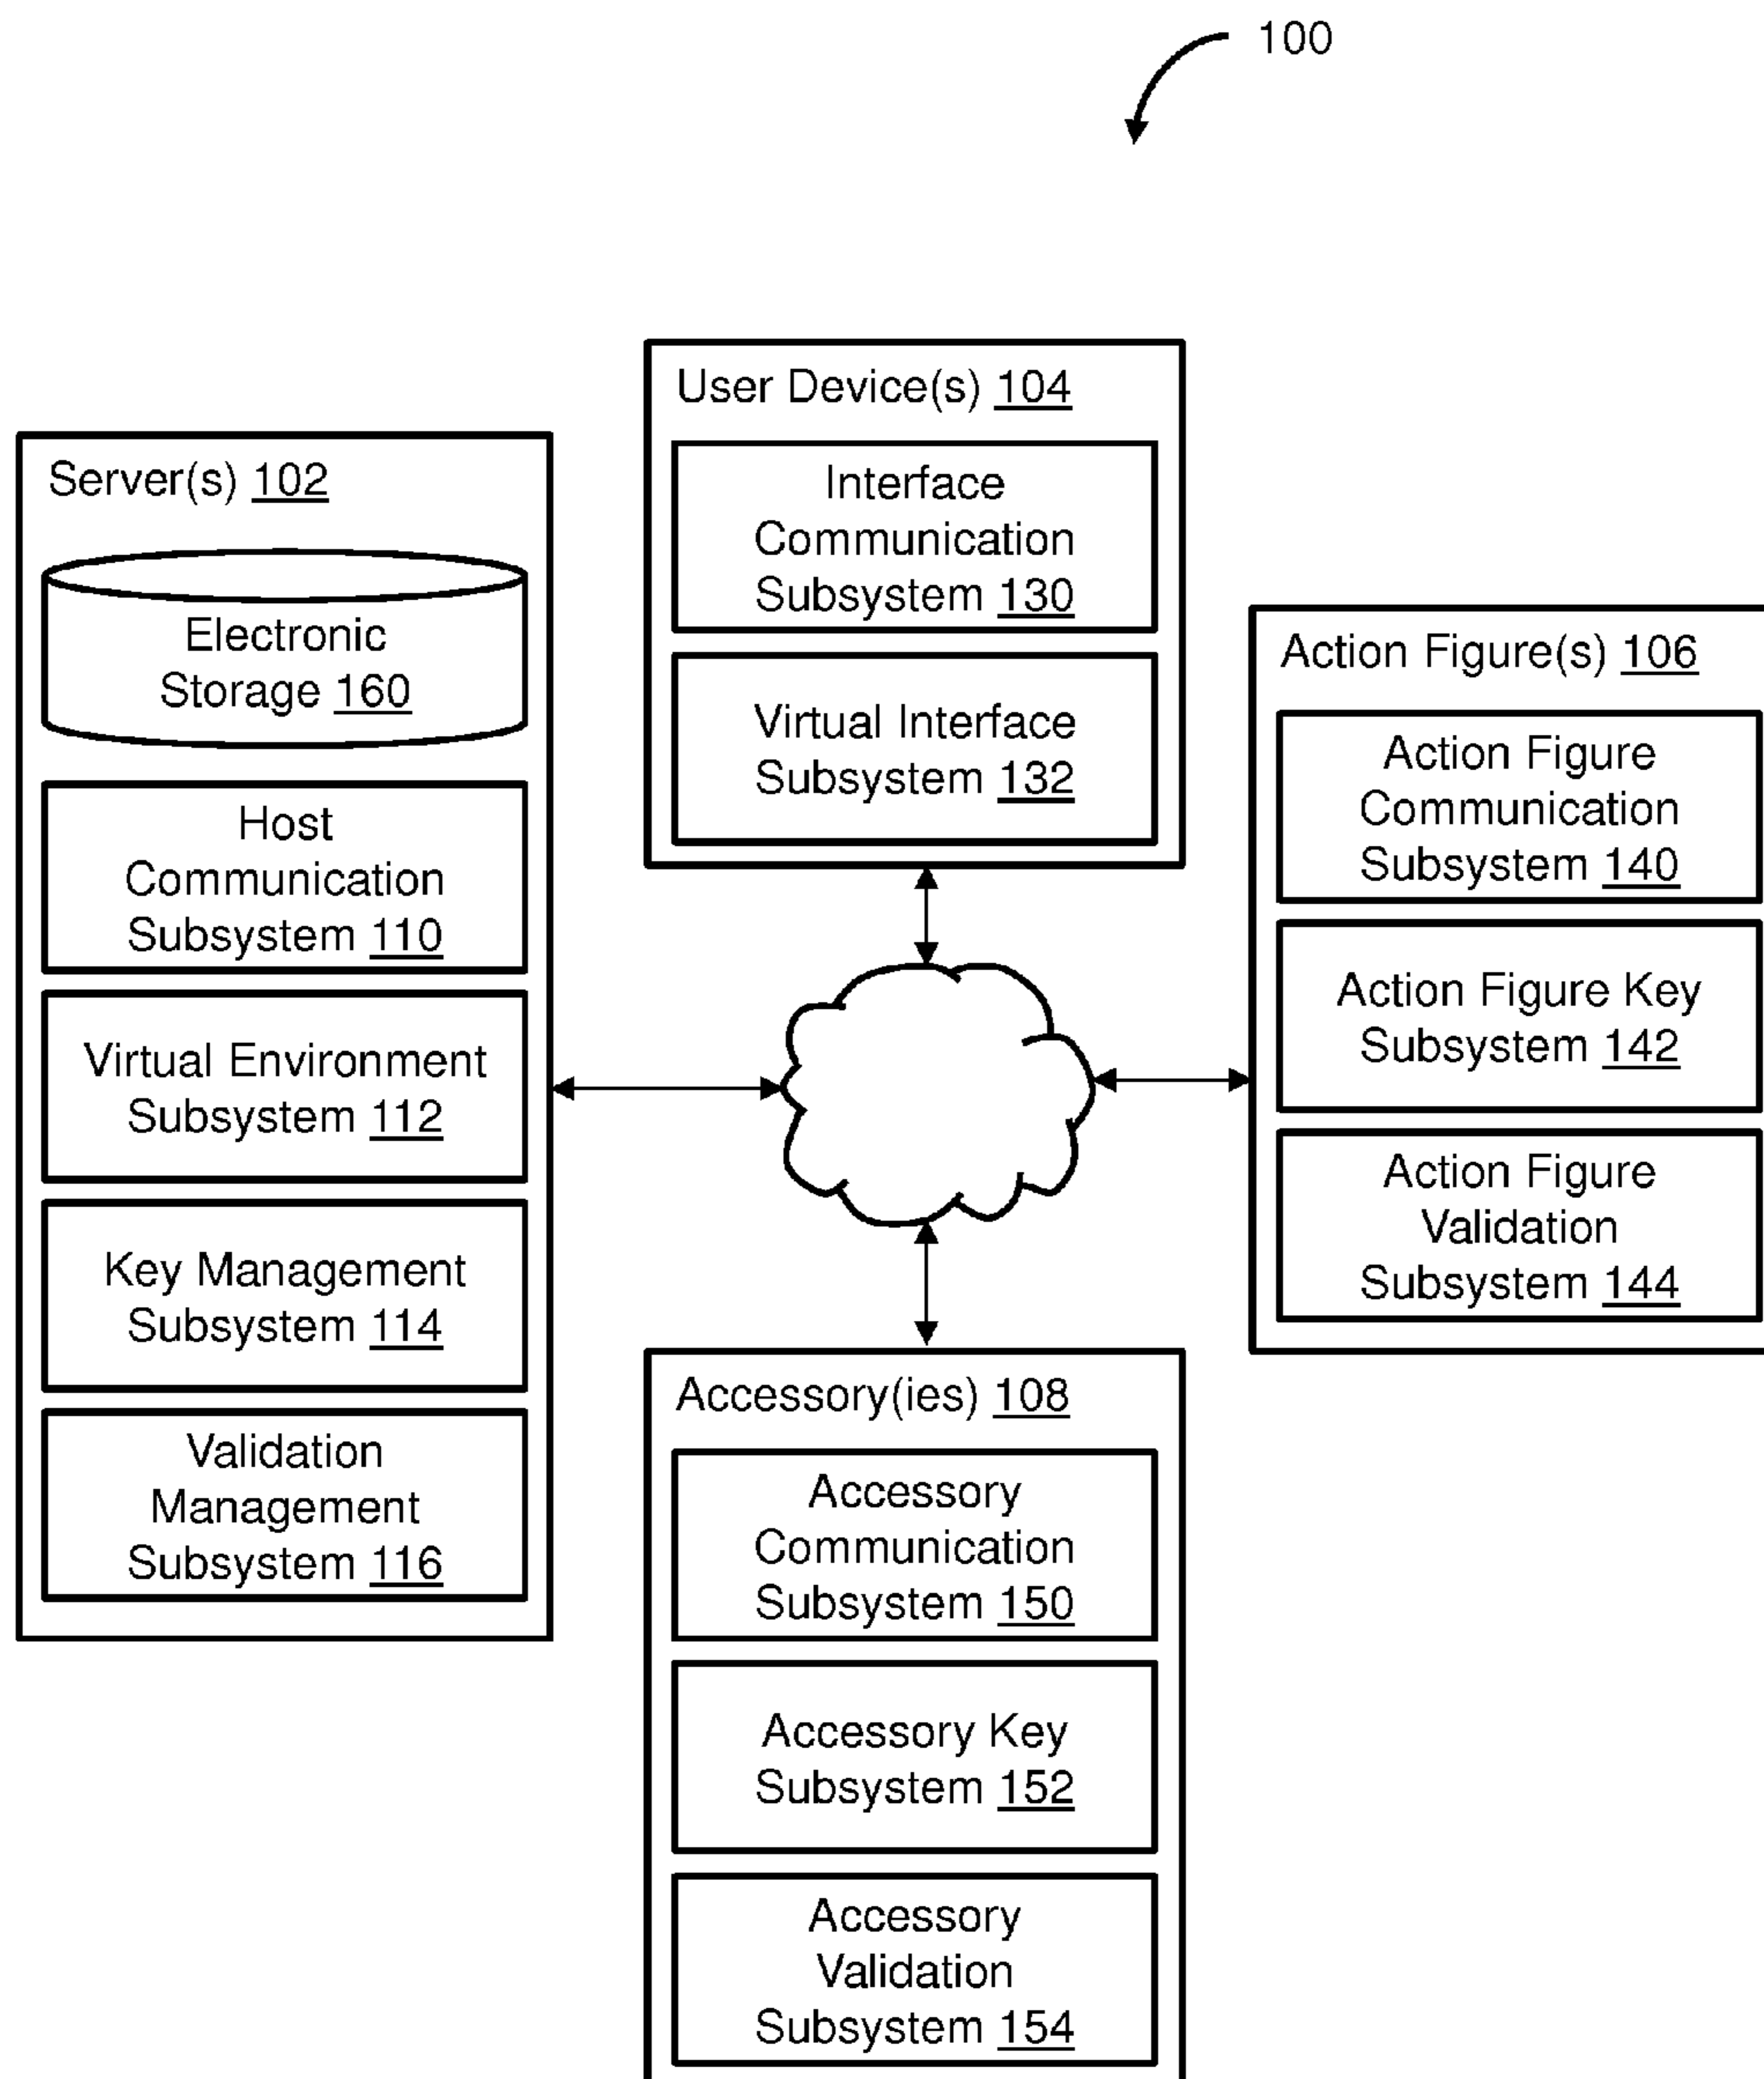 100
Server(s) 102
Electronic
Storage 160
Host
Communication
Subsystem 110
Virtual Environment
Subsystem 112
Key Management
Subsystem 114
Validation
Management
Subsystem 116
User Device(s) 104
Interface
Communication
Subsystem 130
Virtual Interface
Subsystem 132
Action Figure(s) 106
Action Figure
Communication
Subsystem 140
Action Figure Key
Subsystem 142
Action Figure
Validation
Subsystem 144
Accessory(ies) 108
Accessory
Communication
Subsystem 150
Accessory Key
Subsystem 152
Accessory
Validation
Subsystem 154